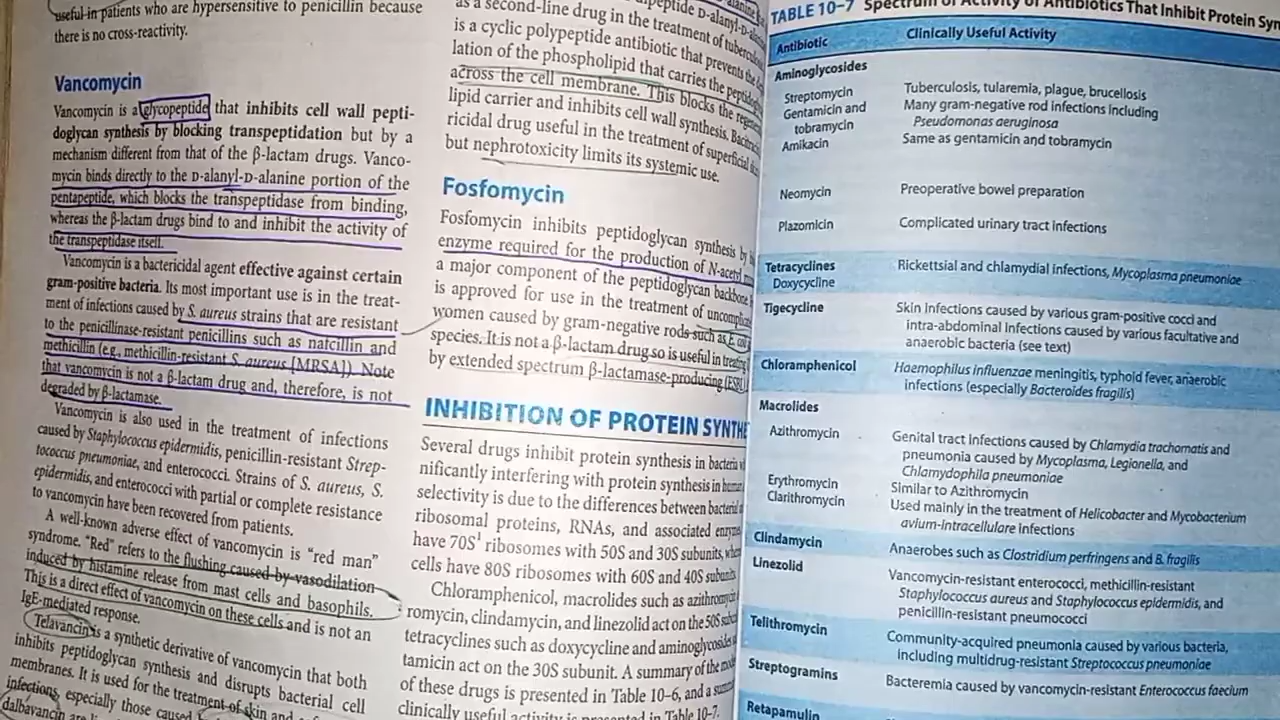 useful in patients who are hypersensitive to penicillin because
there is no cross-reactivity.
Vancomycin
Vancomycin is a glycopeptide that inhibits cell wall pepti-
doglycan synthesis by blocking transpeptidation but by a
mechanism different from that of the β-lactam drugs. Vanco-
mycin binds directly to the D-alanyl-D-alanine portion of the
pentapeptide, which blocks the transpeptidase from binding,
whereas the β-lactam drugs bind to and inhibit the activity of
the transpeptidase itself.
Vancomycin is a bactericidal agent effective against certain
gram-positive bacteria. Its most important use is in the treat-
ment of infections caused by S. aureus strains that are resistant
to the penicillinase-resistant penicillins such as nafcillin and
methicillin (e.g., methicillin-resistant S. aureus [MRSA]). Note
that vancomycin is not a β-lactam drug and, therefore, is not
degraded by β-lactamase.
Vancomycin is also used in the treatment of infections
caused by Staphylococcus epidermidis, penicillin-resistant Strep-
tococcus pneumoniae, and enterococci. Strains of S. aureus, S.
epidermidis, and enterococci with partial or complete resistance
to vancomycin have been recovered from patients.
A well-known adverse effect of vancomycin is "red man"
syndrome. "Red" refers to the flushing caused by vasodilation
induced by histamine release from mast cells and basophils.
This is a direct effect of vancomycin on these cells and is not an
IgE-mediated response.
Telavancin is a synthetic derivative of vancomycin that both
inhibits peptidoglycan synthesis and disrupts bacterial cell
membranes. It is used for the treatment of skin and
infections, especially those caused
dalbavancin are
D-alanyl-D-
as a second-line drug in the treatment of
is a cyclic polypeptide antibiotic that prevents the
lation of the phospholipid that carries the
across the cell membrane. This blocks the
lipid carrier and inhibits cell wall synthesis.
ricidal drug useful in the treatment of superficial
but nephrotoxicity limits its systemic use.
Fosfomycin
Fosfomycin inhibits peptidoglycan synthesis by
enzyme required for the production of N-acetyl
a major component of the peptidoglycan backbone
is approved for use in the treatment of
women caused by gram-negative rods such as E.
species. It is not a β-lactam drug so is useful in treating
by extended spectrum β-lactamase-producing
INHIBITION OF PROTEIN SYNTHE
Several drugs inhibit protein synthesis in bacteria
nificantly interfering with protein synthesis in human
selectivity is due to the differences between bacterial
ribosomal proteins, RNAs, and associated
have 70S¹ ribosomes with 50S and 30S subunits,
cells have 80S ribosomes with 60S and 40S
Chloramphenicol, macrolides such as
romycin, clindamycin, and linezolid act on the 50S
tetracyclines such as doxycycline and aminoglycosides
tamicin act on the 30S subunit. A summary of the
of these drugs is presented in Table 10–6, and a
clinically useful activity is presented in Table 10-7.
TABLE 10–7 Spectrum of Activity of Antibiotics That Inhibit Protein Syn
Antibiotic Clinically Useful Activity
Aminoglycosides
Streptomycin Tuberculosis, tularemia, plague, brucellosis
Gentamicin and Many gram-negative rod infections including
tobramycin Pseudomonas aeruginosa
Amikacin Same as gentamicin and tobramycin
Neomycin Preoperative bowel preparation
Plazomicin Complicated urinary tract infections
Tetracyclines
Doxycycline Rickettsial and chlamydial infections, Mycoplasma pneumoniae
Tigecycline Skin infections caused by various gram-positive cocci and
intra-abdominal infections caused by various facultative and
anaerobic bacteria (see text)
Chloramphenicol Haemophilus influenzae meningitis, typhoid fever, anaerobic
infections (especially Bacteroides fragilis)
Macrolides
Azithromycin Genital tract infections caused by Chlamydia trachomatis and
pneumonia caused by Mycoplasma, Legionella, and
Chlamydophila pneumoniae
Erythromycin Similar to Azithromycin
Clarithromycin Used mainly in the treatment of Helicobacter and Mycobacterium
avium-intracellulare infections
Clindamycin Anaerobes such as Clostridium perfringens and B. fragilis
Linezolid Vancomycin-resistant enterococci, methicillin-resistant
Staphylococcus aureus and Staphylococcus epidermidis, and
penicillin-resistant pneumococci
Telithromycin Community-acquired pneumonia caused by various bacteria,
including multidrug-resistant Streptococcus pneumoniae
Streptogramins Bacteremia caused by vancomycin-resistant Enterococcus faecium
Retapamulin